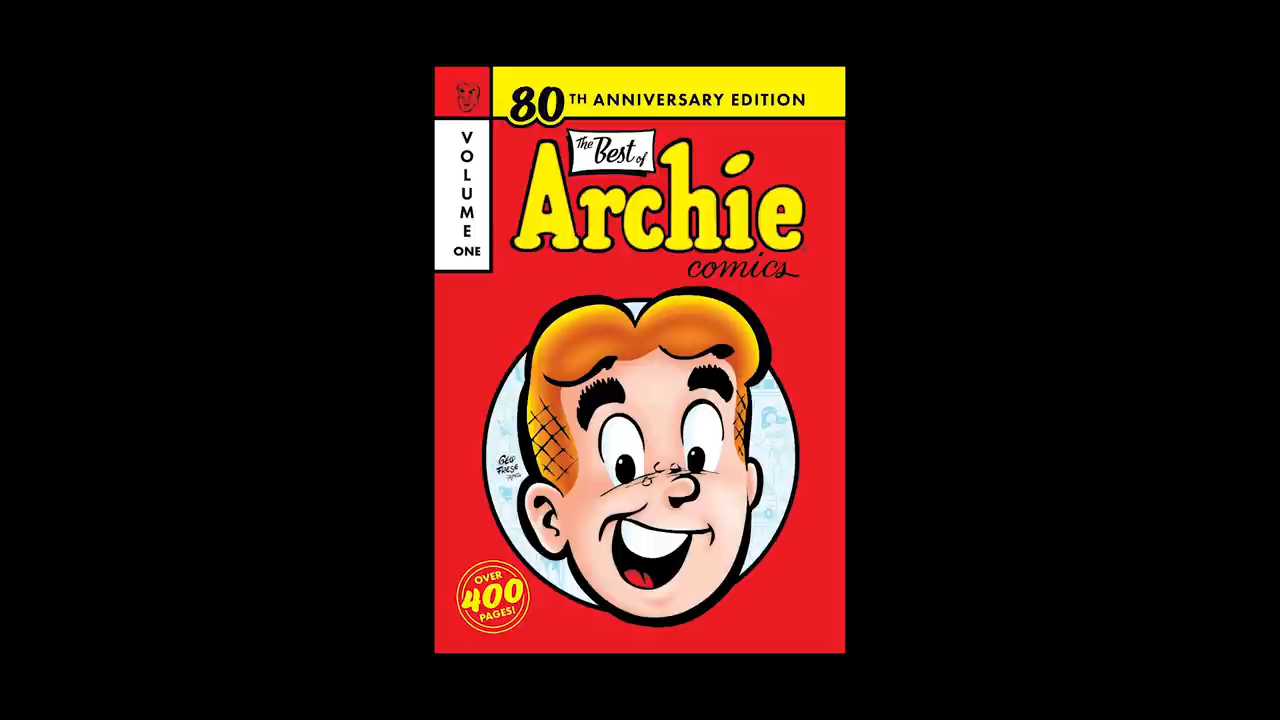 80TH ANNIVERSARY EDITION
VOLUME
ONE
The Best of
Archie
comics
OVER
400
PAGES!